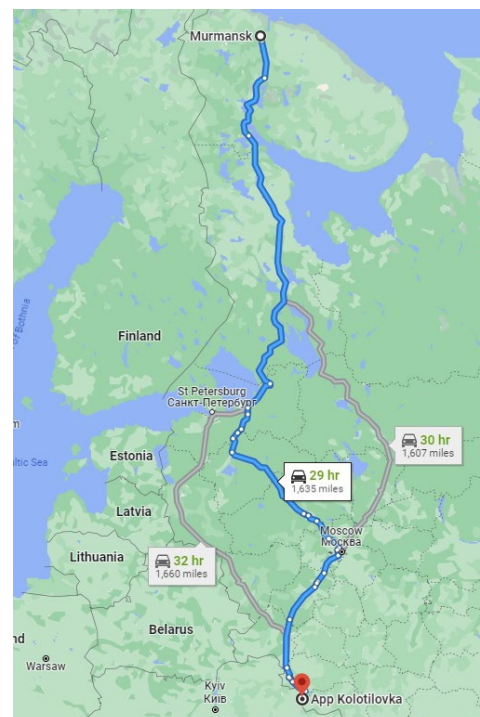 Murmansk
of Bothnia
Finland
St Petersburg
Санкт-Петербург
Estonia
29 hr
1,635 miles
30 hr
1,607 miles
m
ltic Sea
Latvia
Moscow
Москва
Lithuania
32 hr
1,660 miles
Belarus
nd
Warsaw
Kyiv
Київ
App Kolotilovka